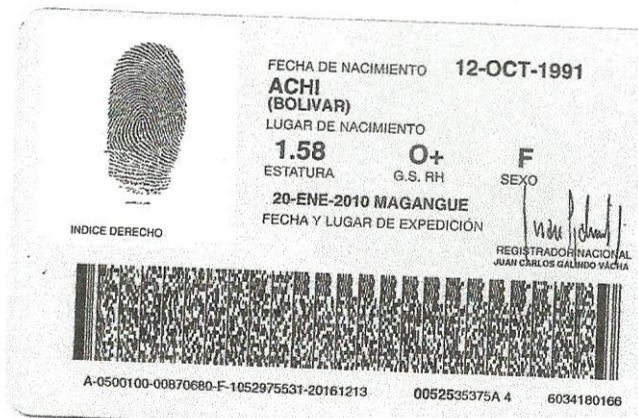 FECHA DE NACIMIENTO 12-OCT-1991
ACHI
(BOLIVAR)
LUGAR DE NACIMIENTO
1.58 O+ F
ESTATURA G.S. RH SEXO
20-ENE-2010 MAGANGUE
FECHA Y LUGAR DE EXPEDICIÓN
INDICE DERECHO
REGISTRADOR NACIONAL
JUAN CARLOS GALINDO VÁCHA
A-0500100-00870680-F-1052975531-20161213 0052535375A 4 6034180166